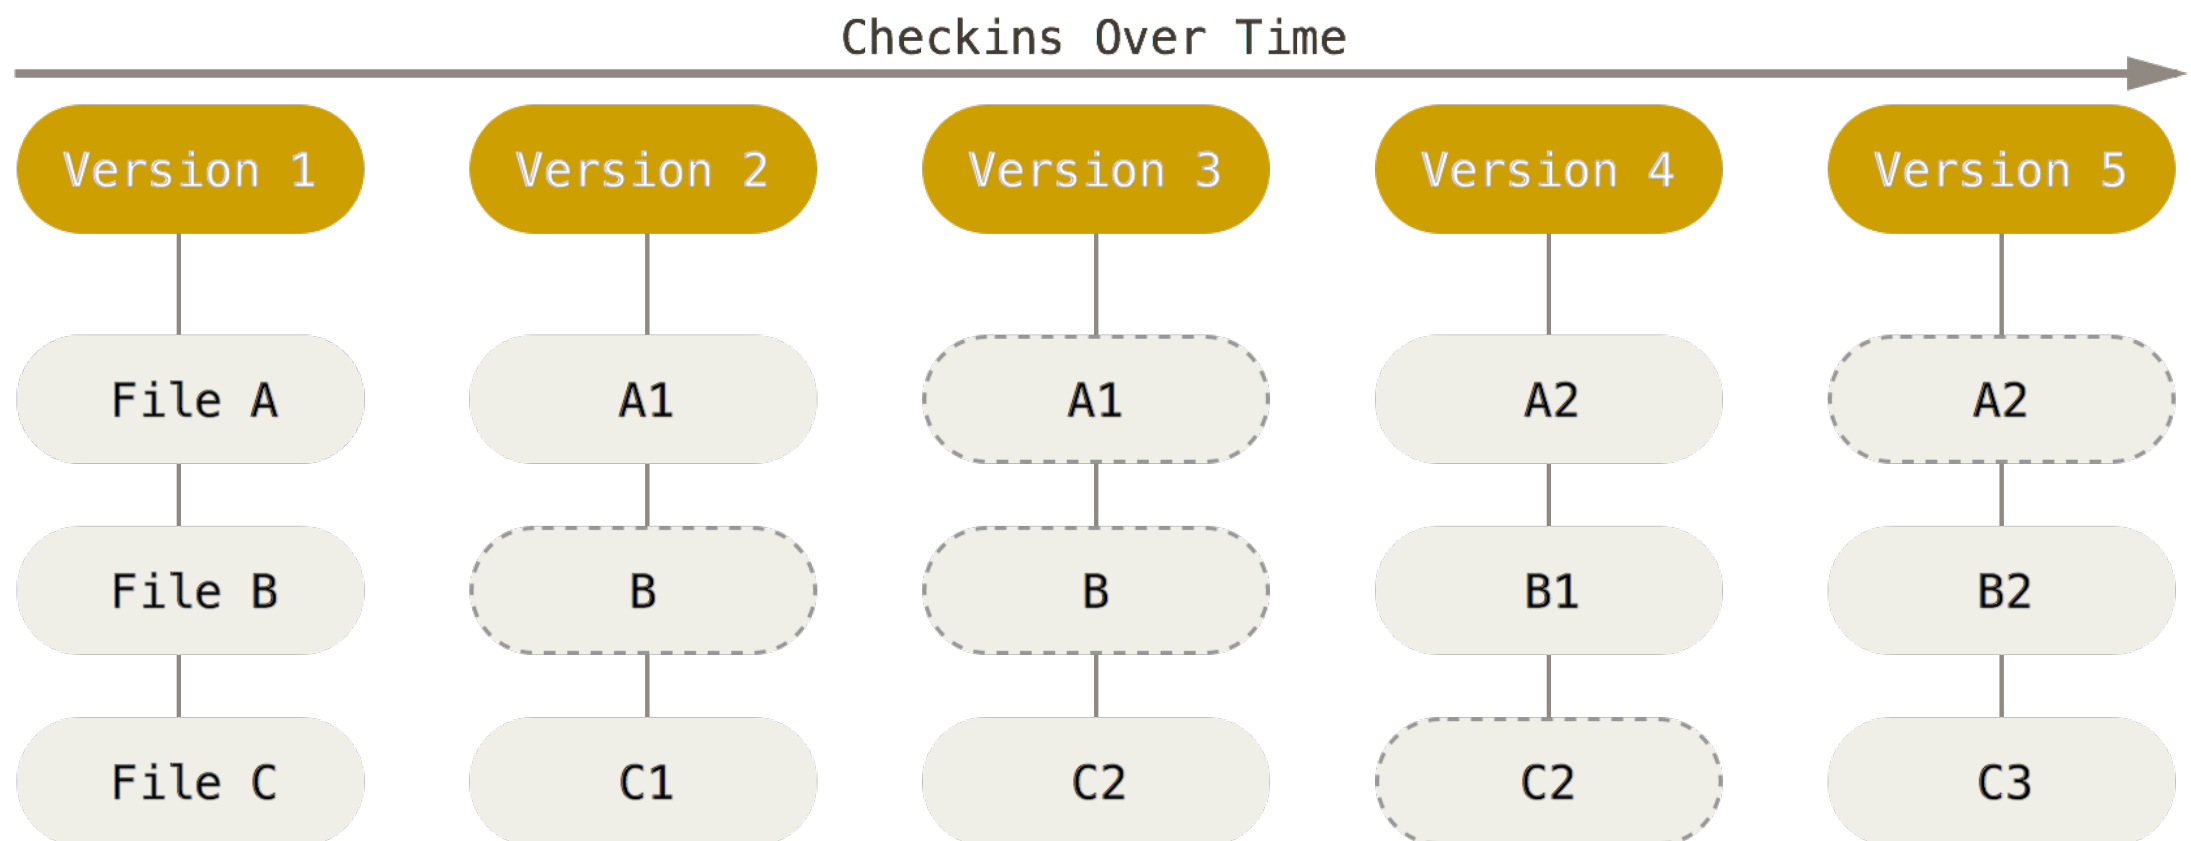 Checkins Over Time
Version 1 Version 2 Version 3 Version 4 Version 5
File A A1 A1 A2 A2
File B B B B1 B2
File C C1 C2 C2 C3